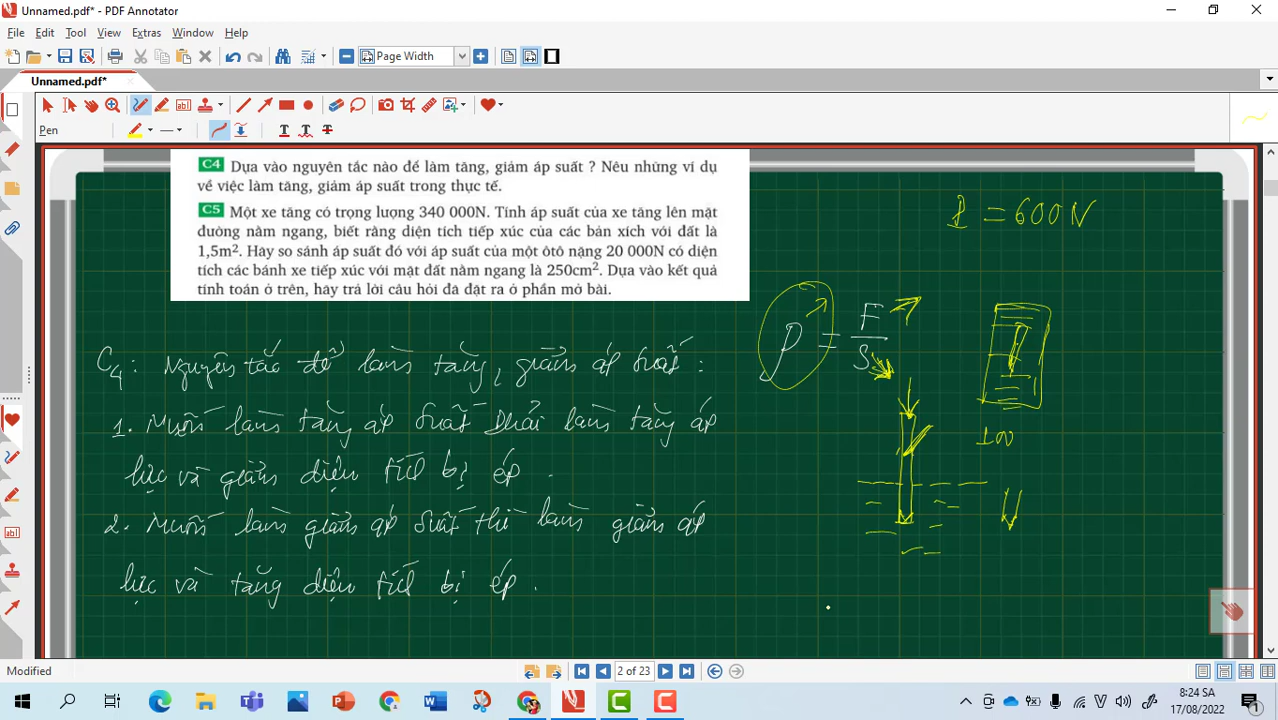 Unnamed.pdf* - PDF Annotator
File Edit Tool View Extras Window Help
Page Width
Unnamed.pdf*
Pen
C4 Dựa vào nguyên tắc nào để làm tăng, giảm áp suất ? Nêu những ví dụ
về việc làm tăng, giảm áp suất trong thực tế.
C5 Một xe tăng có trọng lượng 340 000N. Tính áp suất của xe tăng lên mặt
đường nằm ngang, biết rằng diện tích tiếp xúc của các bản xích với đất là
1,5m². Hãy so sánh áp suất đó với áp suất của một ôtô nặng 20 000N có diện
tích các bánh xe tiếp xúc với mặt đất nằm ngang là 250cm². Dựa vào kết quả
tính toán ở trên, hãy trả lời câu hỏi đã đặt ra ở phần mở bài.
P = 600N
p = F
S
C4: Nguyên tắc để làm tăng, giảm áp suất :
1. Muốn làm tăng áp suất phải làm tăng áp
lực và giảm diện tích bị ép .
2. Muốn làm giảm áp suất thì làm giảm áp
lực và tăng diện tích bị ép .
100
Modified
2 of 23
8:24 SA
17/08/2022